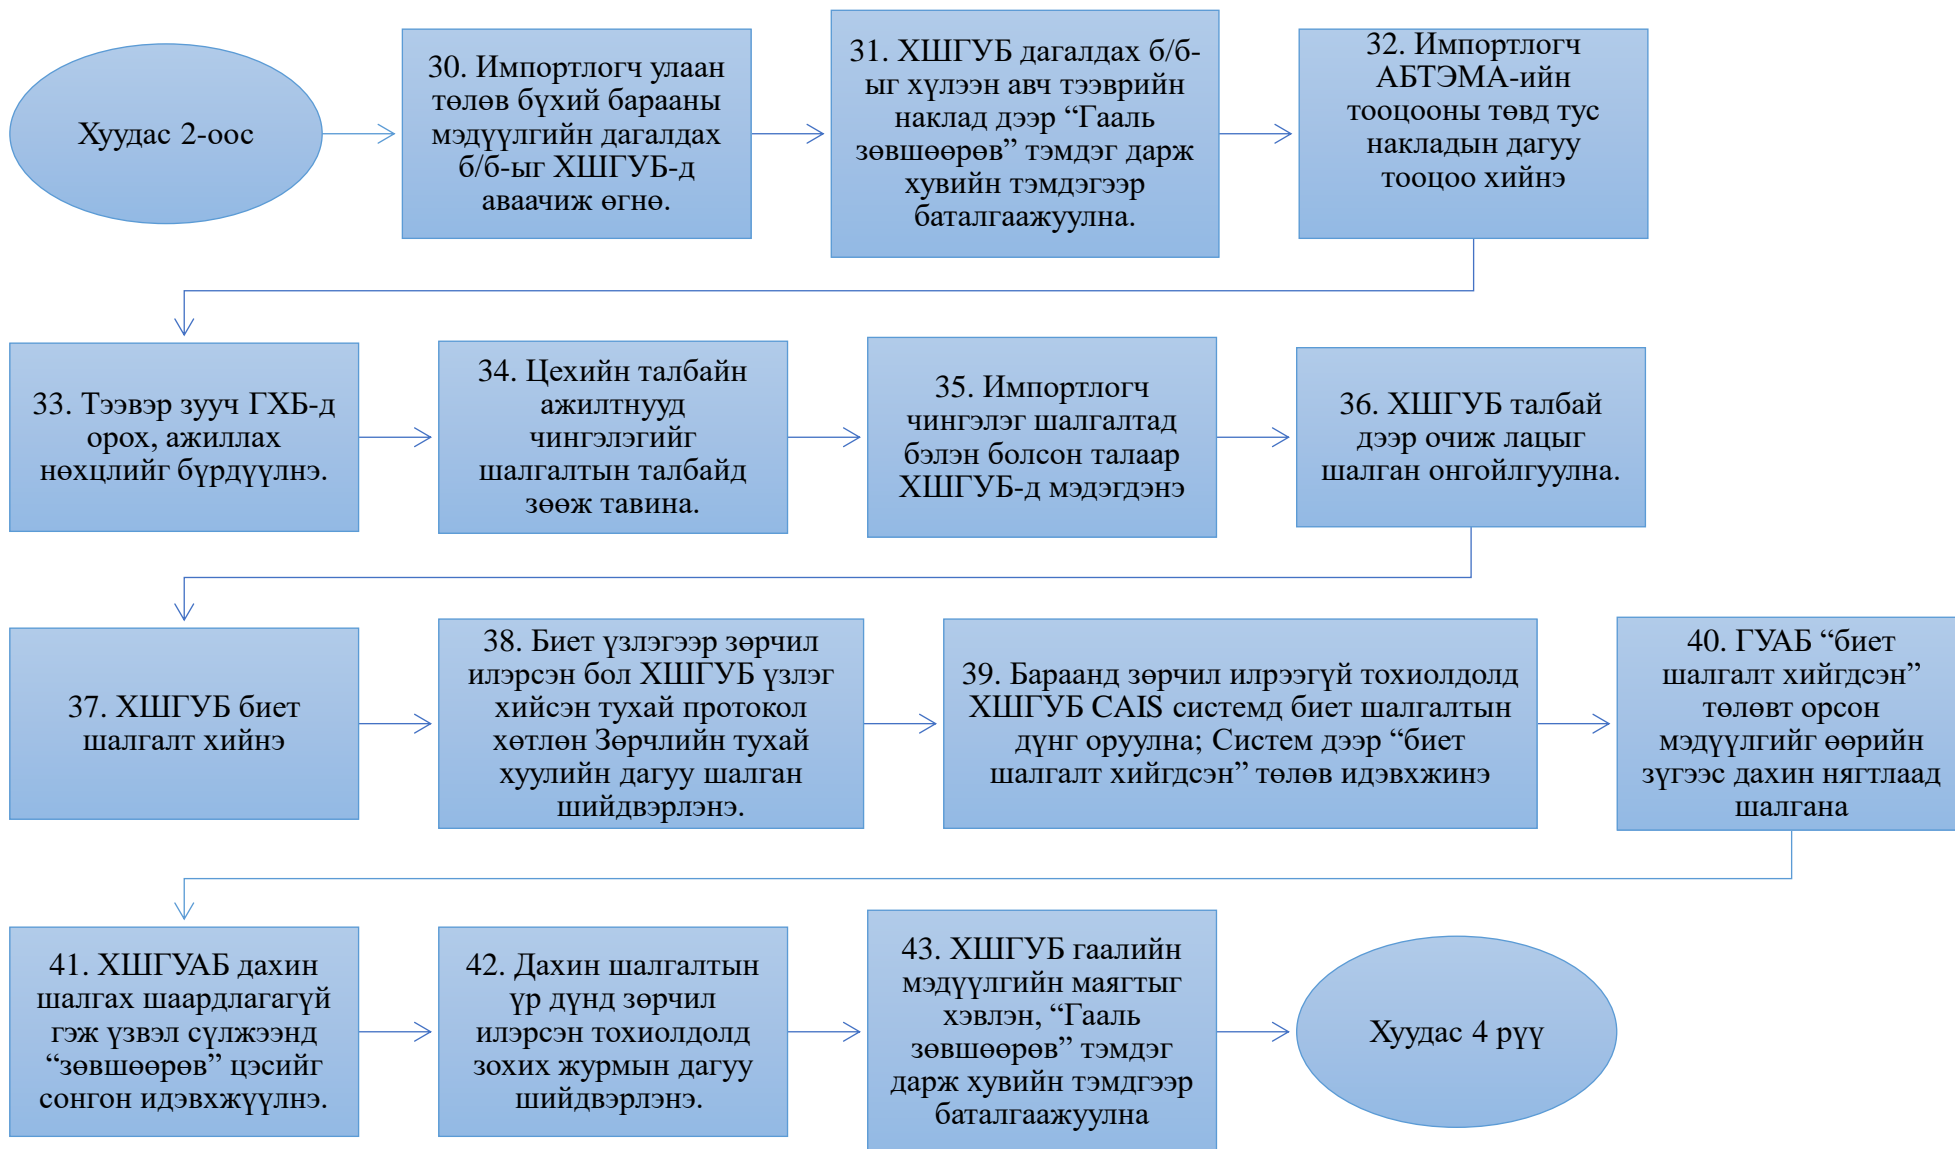 Хуудас 2-оос
30. Импортлогч улаан
төлөв бүхий барааны
мэдүүлгийн дагалдах
б/б-ыг ХШГУБ-д
аваачиж өгнө.
31. ХШГУБ дагалдах б/б-
ыг хүлээн авч тээврийн
наклад дээр “Гааль
зөвшөөрөв” тэмдэг дарж
хувийн тэмдэгээр
баталгаажуулна.
32. Импортлогч
АБТЭМА-ийн
тооцооны төвд тус
накладын дагуу
тооцоо хийнэ
33. Тээвэр зууч ГХБ-д
орох, ажиллах
нөхцлийг бүрдүүлнэ.
34. Цехийн талбайн
ажилтнууд
чингэлэгийг
шалгалтын талбайд
зөөж тавина.
35. Импортлогч
чингэлэг шалгалтад
бэлэн болсон талаар
ХШГУБ-д мэдэгдэнэ
36. ХШГУБ талбай
дээр очиж лацыг
шалган онгойлгуулна.
37. ХШГУБ биет
шалгалт хийнэ
38. Биет үзлэгээр зөрчил
илэрсэн бол ХШГУБ үзлэг
хийсэн тухай протокол
хөтлөн Зөрчлийн тухай
хуулийн дагуу шалган
шийдвэрлэнэ.
39. Бараанд зөрчил илрээгүй тохиолдолд
ХШГУБ CAIS системд биет шалгалтын
дүнг оруулна; Систем дээр “биет
шалгалт хийгдсэн” төлөв идэвхжинэ
40. ГУАБ “биет
шалгалт хийгдсэн”
төлөвт орсон
мэдүүлгийг өөрийн
зүгээс дахин нягтлаад
шалгана
41. ХШГУАБ дахин
шалгах шаардлагагүй
гэж үзвэл сүлжээнд
“зөвшөөрөв” цэсийг
сонгон идэвхжүүлнэ.
42. Дахин шалгалтын
үр дүнд зөрчил
илэрсэн тохиолдолд
зохих журмын дагуу
шийдвэрлэнэ.
43. ХШГУБ гаалийн
мэдүүлгийн маягтыг
хэвлэн, “Гааль
зөвшөөрөв” тэмдэг
дарж хувийн тэмдгээр
баталгаажуулна
Хуудас 4 рүү